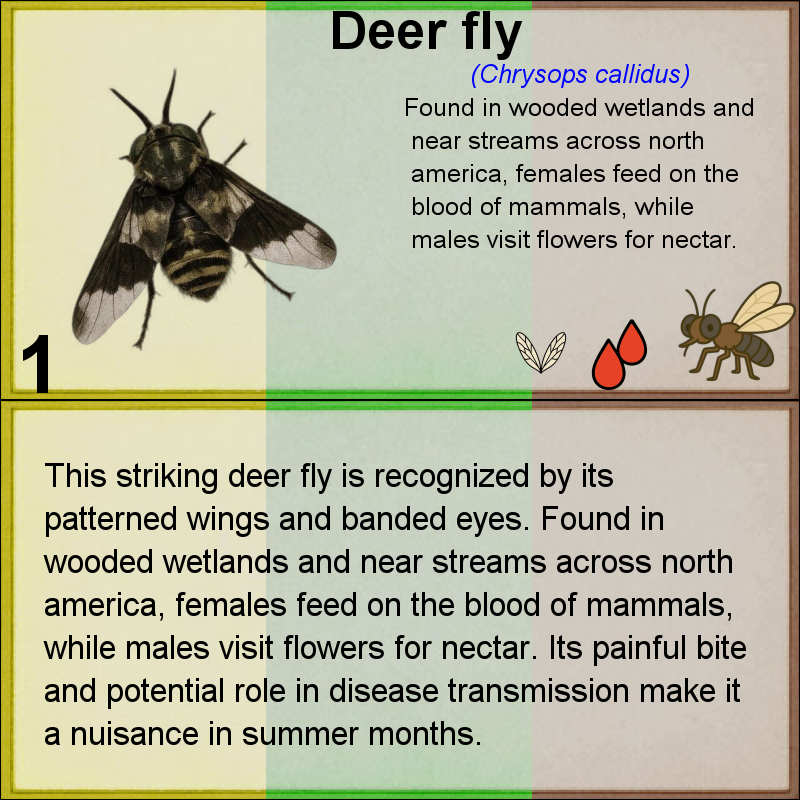 Deer fly
(Chrysops callidus)
Found in wooded wetlands and
near streams across north
america, females feed on the
blood of mammals, while
males visit flowers for nectar.
1
This striking deer fly is recognized by its
patterned wings and banded eyes. Found in
wooded wetlands and near streams across north
america, females feed on the blood of mammals,
while males visit flowers for nectar. Its painful bite
and potential role in disease transmission make it
a nuisance in summer months.